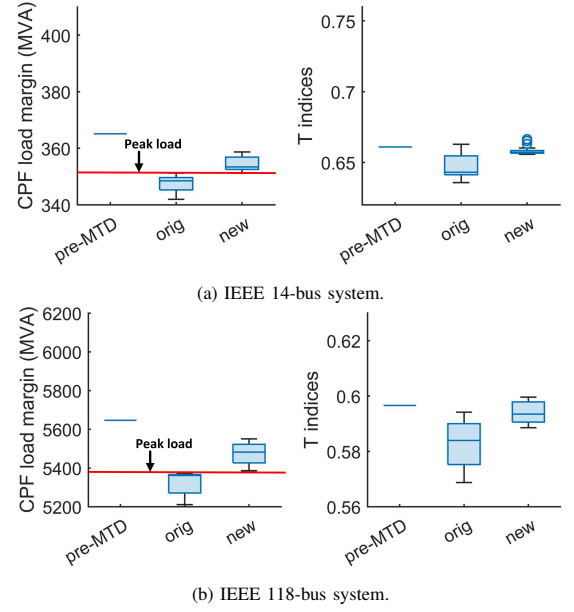 CPF load margin (MVA)
400
380
360
340
Peak load
pre-MTD
orig
new
T indices
0.75
0.7
0.65
pre-MTD
orig
new
(a) IEEE 14-bus system.
CPF load margin (MVA)
6200
6000
5800
5600
5400
5200
Peak load
pre-MTD
orig
new
T indices
0.62
0.6
0.58
0.56
pre-MTD
orig
new
(b) IEEE 118-bus system.